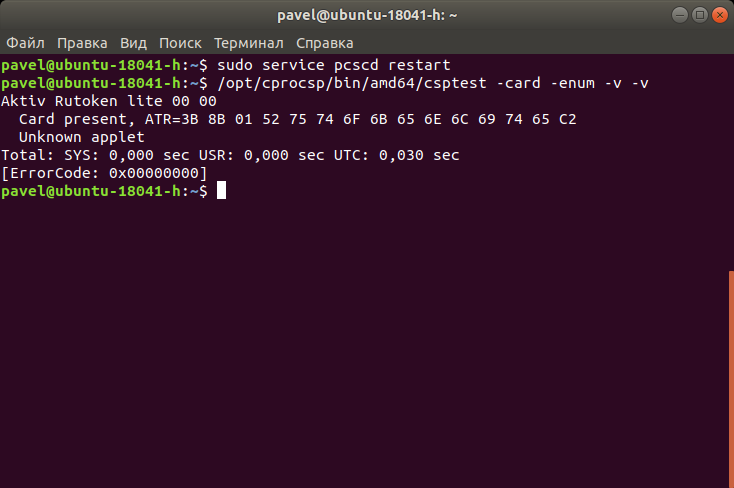 pavel@ubuntu-18041-h: ~
Файл Правка Вид Поиск Терминал Справка
pavel@ubuntu-18041-h:~$ sudo service pcscd restart
pavel@ubuntu-18041-h:~$ /opt/cprocsp/bin/amd64/csptest -card -enum -v -v
Aktiv Rutoken lite 00 00
  Card present, ATR=3B 8B 01 52 75 74 6F 6B 65 6E 6C 69 74 65 C2
  Unknown applet
Total: SYS: 0,000 sec USR: 0,000 sec UTC: 0,030 sec
[ErrorCode: 0x00000000]
pavel@ubuntu-18041-h:~$